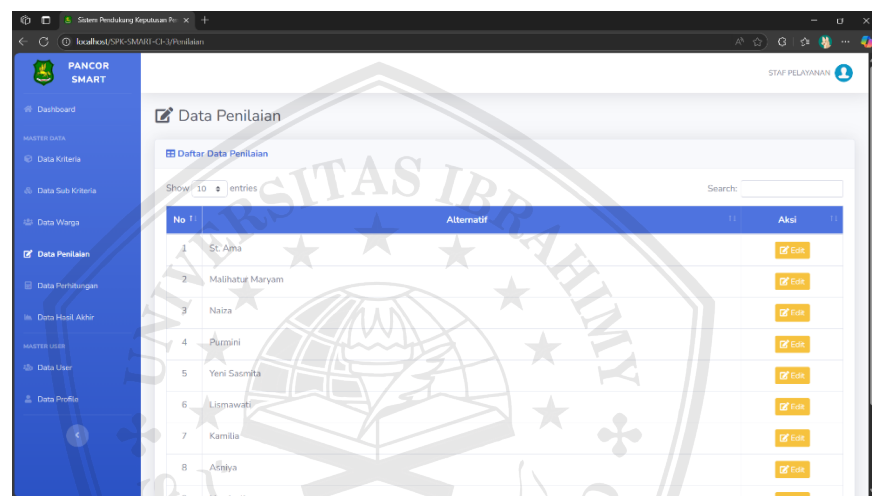 Sistem Pendukung Keputusan Pe
localhost/SPK-SMART-CI-3/Penilaian
PANCOR
SMART
STAF PELAYANAN
Dashboard
Data Penilaian
MASTER DATA
Data Kriteria
Daftar Data Penilaian
Data Sub Kriteria
Show 10 entries
Search:
Data Warga
No Alternatif Aksi
Data Penilaian
1 St. Ama Edit
Data Perhitungan
2 Malihatur Maryam Edit
Data Hasil Akhir
3 Naiza Edit
MASTER USER
4 Purmini Edit
Data User
5 Yeni Sasmita Edit
Data Profile
6 Lismawati Edit
7 Kamilia Edit
8 Asniya Edit
UNIVERSITAS IBRAHIMY